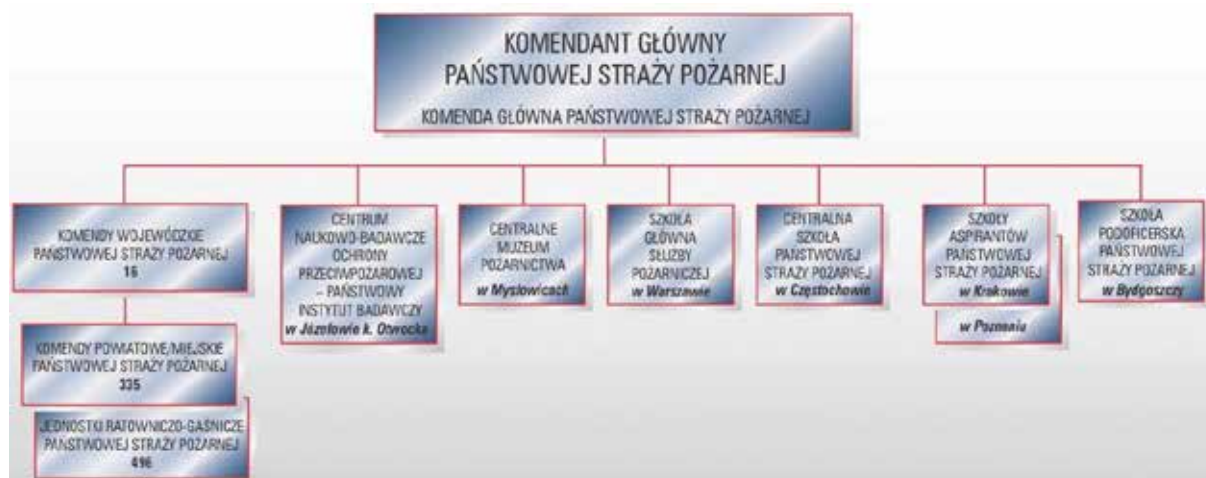 KOMENDANT GŁÓWNY
PAŃSTWOWEJ STRAŻY POŻARNEJ
KOMENDA GŁÓWNA PAŃSTWOWEJ STRAŻY POŻARNEJ
KOMENDY WOJEWÓDZKIE
PAŃSTWOWEJ STRAŻY POŻARNEJ
16
CENTRUM
NAUKOWO-BADAWCZE
OCHRONY
PRZECIWPOŻAROWEJ
– PAŃSTWOWY
INSTYTUT BADAWCZY
w Józefowie k. Otwocka
CENTRALNE
MUZEUM
POŻARNICTWA
w Mysłowicach
SZKOŁA
GŁÓWNA
SŁUŻBY
POŻARNICZEJ
w Warszawie
CENTRALNA
SZKOŁA
PAŃSTWOWEJ
STRAŻY POŻARNEJ
w Częstochowie
SZKOŁY
ASPIRANTÓW
PAŃSTWOWEJ
STRAŻY POŻARNEJ
w Krakowie
w Poznaniu
SZKOŁA
PODOFICERSKA
PAŃSTWOWEJ
STRAŻY POŻARNEJ
w Bydgoszczy
KOMENDY POWIATOWE/MIEJSKIE
PAŃSTWOWEJ STRAŻY POŻARNEJ
335
JEDNOSTKI RATOWNICZO-GAŚNICZE
PAŃSTWOWEJ STRAŻY POŻARNEJ
496